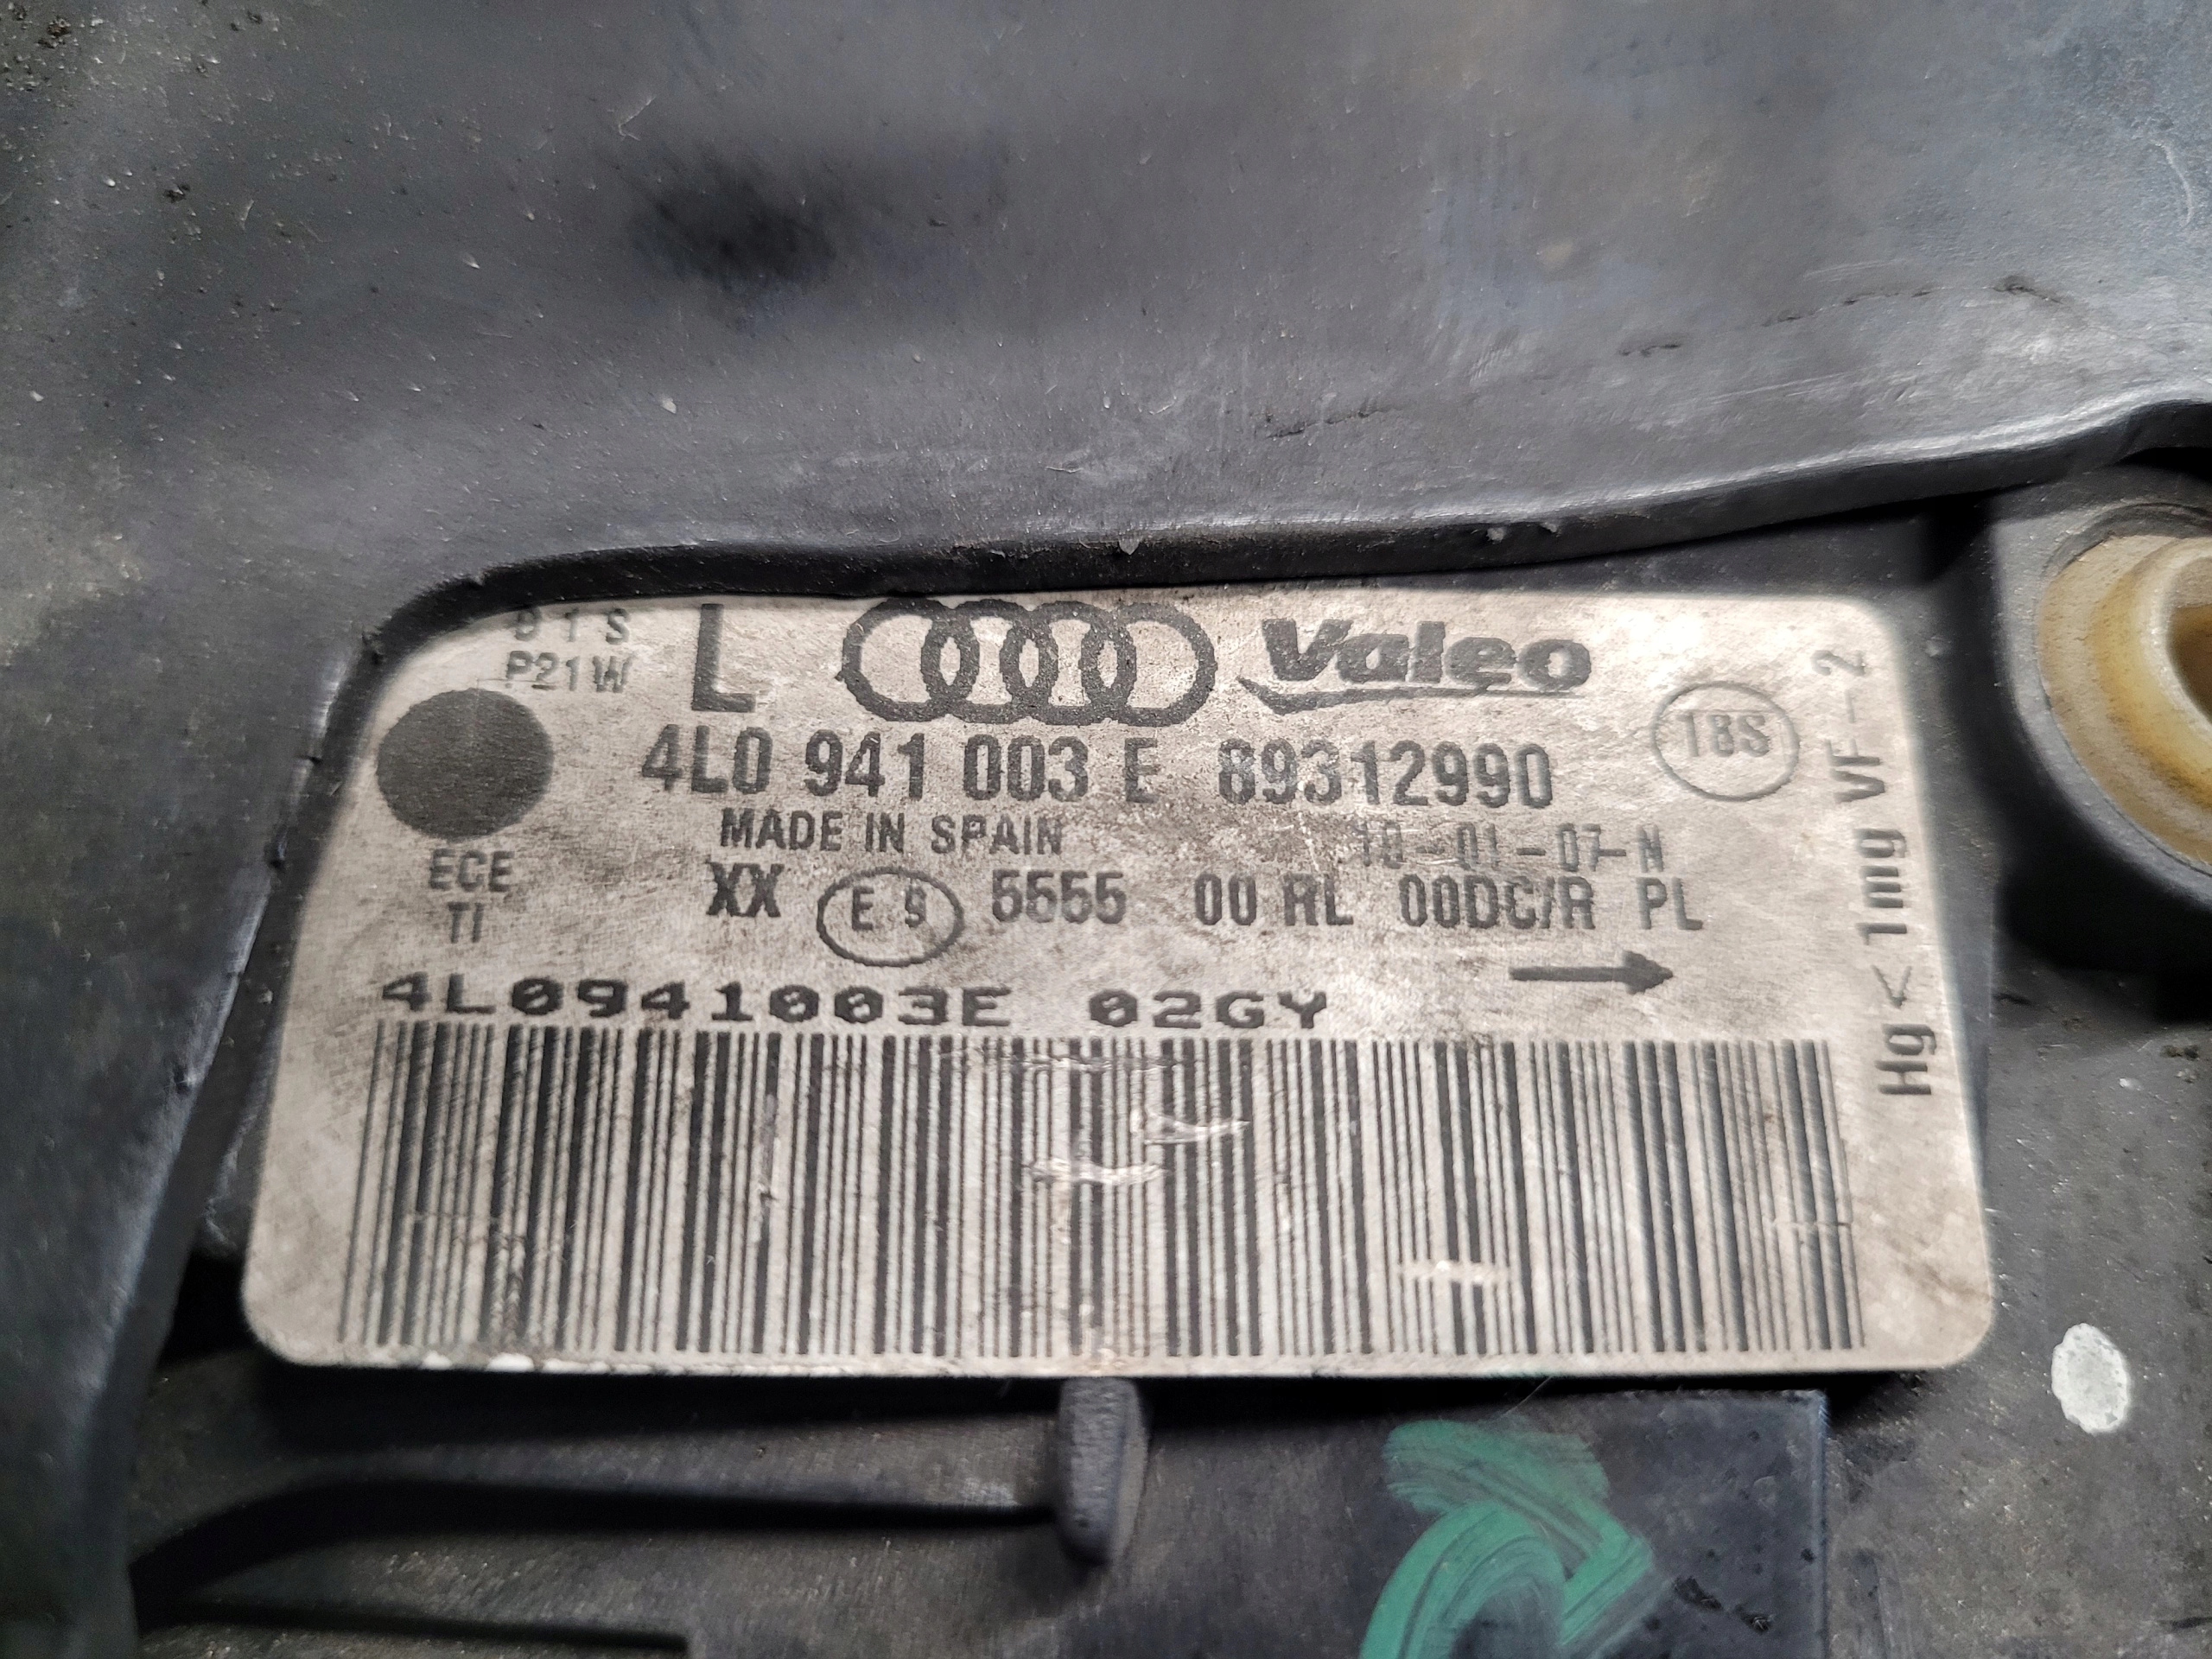 D1S
P21W
L Valeo
4L0 941 003 E 89312990
18S
MADE IN SPAIN 10-01-07-N
ECE
TI
XX E9 5555 00 RL 00DC/R PL
4L0941003E 02GY
Hg < 1mg VF-2